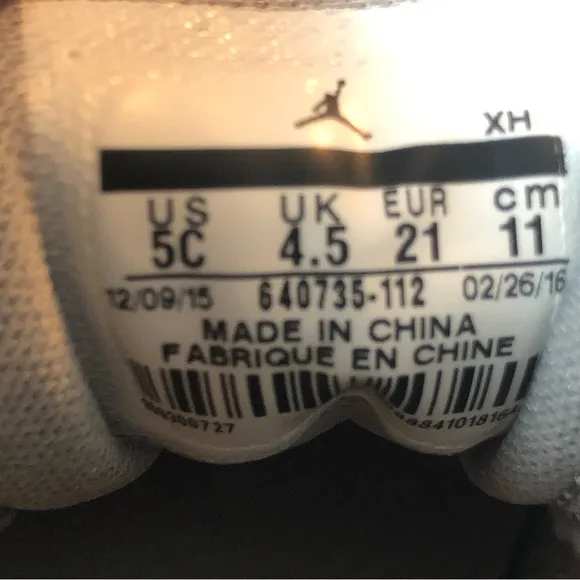 XH
US UK EUR cm
5C 4.5 21 11
12/09/15 640735-112 02/26/16
MADE IN CHINA
FABRIQUE EN CHINE